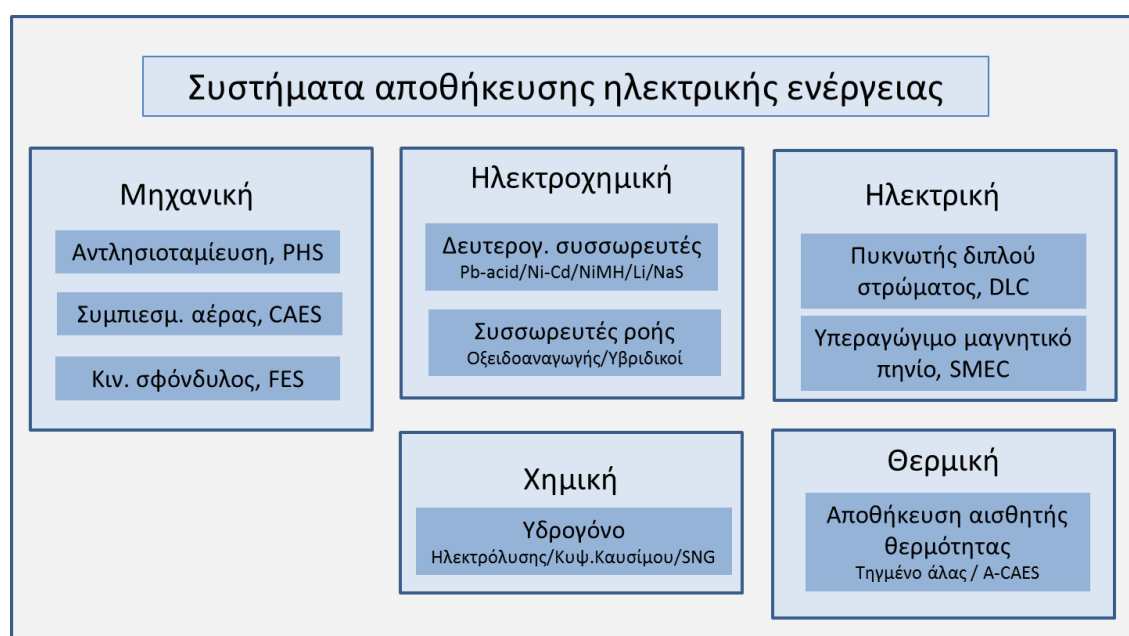 Συστήματα αποθήκευσης ηλεκτρικής ενέργειας
Μηχανική
Αντλησιοταμίευση, PHS
Συμπιεσμ. αέρας, CAES
Κιν. σφόνδυλος, FES
Ηλεκτροχημική
Δευτερογ. συσσωρευτές
Pb-acid/Ni-Cd/NiMH/Li/NaS
Συσσωρευτές ροής
Οξειδοαναγωγής/Υβριδικοί
Ηλεκτρική
Πυκνωτής διπλού
στρώματος, DLC
Υπεραγώγιμο μαγνητικό
πηνίο, SMEC
Χημική
Υδρογόνο
Ηλεκτρόλυσης/Κυψ.Καυσίμου/SNG
Θερμική
Αποθήκευση αισθητής
θερμότητας
Τηγμένο άλας / A-CAES